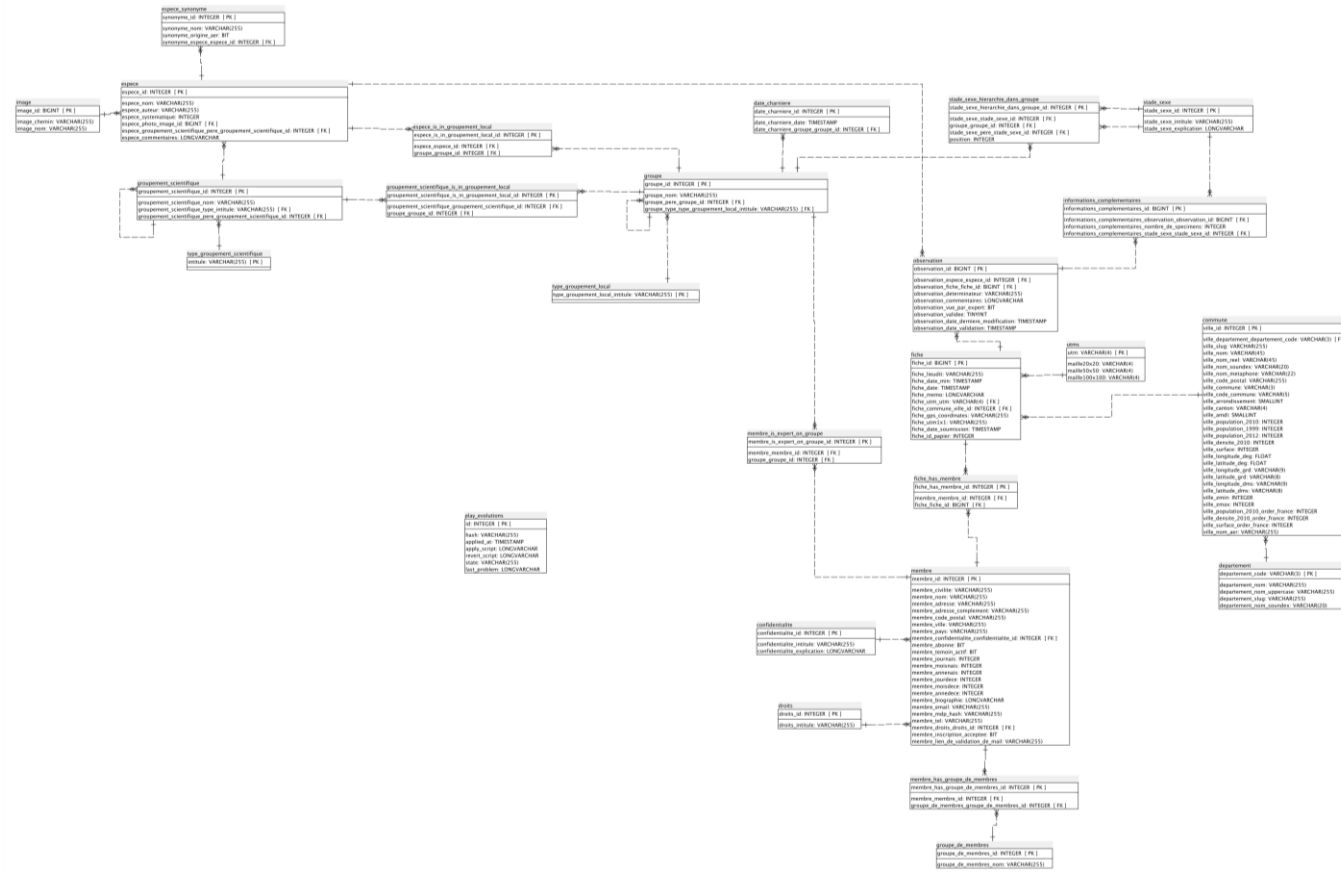 espece_synonyme
synonyme_id: INTEGER [ PK ]
synonyme_nom: VARCHAR(255)
synonyme_origine_aer: BIT
synonyme_espece_espece_id: INTEGER [ FK ]
espece
espece_id: INTEGER [ PK ]
espece_nom: VARCHAR(255)
espece_auteur: VARCHAR(255)
espece_systematique: INTEGER
espece_photo_image_id: BIGINT [ FK ]
espece_groupement_scientifique_pere_groupement_scientifique_id: INTEGER [ FK ]
espece_commentaires: LONGVARCHAR
image
image_id: BIGINT [ PK ]
image_chemin: VARCHAR(255)
image_nom: VARCHAR(255)
espece_is_in_groupement_local
espece_is_in_groupement_local_id: INTEGER [ PK ]
espece_espece_id: INTEGER [ FK ]
groupe_groupe_id: INTEGER [ FK ]
date_charniere
date_charniere_id: INTEGER [ PK ]
date_charniere_date: TIMESTAMP
date_charniere_groupe_groupe_id: INTEGER [ FK ]
stade_sexe_hierarchie_dans_groupe
stade_sexe_hierarchie_dans_groupe_id: INTEGER [ PK ]
stade_sexe_stade_sexe_id: INTEGER [ FK ]
groupe_groupe_id: INTEGER [ FK ]
stade_sexe_pere_stade_sexe_id: INTEGER [ FK ]
position: INTEGER
stade_sexe
stade_sexe_id: INTEGER [ PK ]
stade_sexe_intitule: VARCHAR(255)
stade_sexe_explication: LONGVARCHAR
groupement_scientifique
groupement_scientifique_id: INTEGER [ PK ]
groupement_scientifique_nom: VARCHAR(255)
groupement_scientifique_type_intitule: VARCHAR(255) [ FK ]
groupement_scientifique_pere_groupement_scientifique_id: INTEGER [ FK ]
groupement_scientifique_is_in_groupement_local
groupement_scientifique_is_in_groupement_local_id: INTEGER [ PK ]
groupement_scientifique_groupement_scientifique_id: INTEGER [ FK ]
groupe_groupe_id: INTEGER [ FK ]
groupe
groupe_id: INTEGER [ PK ]
groupe_nom: VARCHAR(255)
groupe_pere_groupe_id: INTEGER [ FK ]
groupe_type_type_groupement_local_intitule: VARCHAR(255) [ FK ]
informations_complementaires
informations_complementaires_id: BIGINT [ PK ]
informations_complementaires_observation_observation_id: BIGINT [ FK ]
informations_complementaires_nombre_de_specimens: INTEGER
informations_complementaires_stade_sexe_stade_sexe_id: INTEGER [ FK ]
type_groupement_scientifique
intitule: VARCHAR(255) [ PK ]
type_groupement_local
type_groupement_local_intitule: VARCHAR(255) [ PK ]
observation
observation_id: BIGINT [ PK ]
observation_espece_espece_id: INTEGER [ FK ]
observation_fiche_fiche_id: BIGINT [ FK ]
observation_determinateur: VARCHAR(255)
observation_commentaires: LONGVARCHAR
observation_vue_par_expert: BIT
observation_validee: TINYINT
observation_date_derniere_modification: TIMESTAMP
observation_date_validation: TIMESTAMP
fiche
fiche_id: BIGINT [ PK ]
fiche_lieudit: VARCHAR(255)
fiche_date_min: TIMESTAMP
fiche_date: TIMESTAMP
fiche_memo: LONGVARCHAR
fiche_utm_utm: VARCHAR(4) [ FK ]
fiche_commune_ville_id: INTEGER [ FK ]
fiche_gps_coordinates: VARCHAR(255)
fiche_utm1x1: VARCHAR(255)
fiche_date_soumission: TIMESTAMP
fiche_id_papier: INTEGER
utms
utm: VARCHAR(4) [ PK ]
maille20x20: VARCHAR(4)
maille50x50: VARCHAR(4)
maille100x100: VARCHAR(4)
commune
ville_id: INTEGER [ PK ]
ville_departement_departement_code: VARCHAR(3) [ F
ville_slug: VARCHAR(255)
ville_nom: VARCHAR(45)
ville_nom_reel: VARCHAR(45)
ville_nom_soundex: VARCHAR(20)
ville_nom_metaphone: VARCHAR(22)
ville_code_postal: VARCHAR(255)
ville_commune: VARCHAR(3)
ville_code_commune: VARCHAR(5)
ville_arrondissement: SMALLINT
ville_canton: VARCHAR(4)
ville_amdi: SMALLINT
ville_population_2010: INTEGER
ville_population_1999: INTEGER
ville_population_2012: INTEGER
ville_densite_2010: INTEGER
ville_surface: INTEGER
ville_longitude_deg: FLOAT
ville_latitude_deg: FLOAT
ville_longitude_grd: VARCHAR(9)
ville_latitude_grd: VARCHAR(8)
ville_longitude_dms: VARCHAR(9)
ville_latitude_dms: VARCHAR(8)
ville_zmin: INTEGER
ville_zmax: INTEGER
ville_population_2010_order_france: INTEGER
ville_densite_2010_order_france: INTEGER
ville_surface_order_france: INTEGER
ville_nom_aer: VARCHAR(255)
membre_is_expert_on_groupe
membre_is_expert_on_groupe_id: INTEGER [ PK ]
membre_membre_id: INTEGER [ FK ]
groupe_groupe_id: INTEGER [ FK ]
fiche_has_membre
fiche_has_membre_id: INTEGER [ PK ]
membre_membre_id: INTEGER [ FK ]
fiche_fiche_id: BIGINT [ FK ]
play_evolutions
id: INTEGER [ PK ]
hash: VARCHAR(255)
applied_at: TIMESTAMP
apply_script: LONGVARCHAR
revert_script: LONGVARCHAR
state: VARCHAR(255)
last_problem: LONGVARCHAR
departement
departement_code: VARCHAR(3) [ PK ]
departement_nom: VARCHAR(255)
departement_nom_uppercase: VARCHAR(255)
departement_slug: VARCHAR(255)
departement_nom_soundex: VARCHAR(20)
membre
membre_id: INTEGER [ PK ]
membre_civilite: VARCHAR(255)
membre_nom: VARCHAR(255)
membre_adresse: VARCHAR(255)
membre_adresse_complement: VARCHAR(255)
membre_code_postal: VARCHAR(255)
membre_ville: VARCHAR(255)
membre_pays: VARCHAR(255)
membre_confidentialite_confidentialite_id: INTEGER [ FK ]
membre_abonne: BIT
membre_temoin_actif: BIT
membre_journais: INTEGER
membre_moisnais: INTEGER
membre_annenais: INTEGER
membre_jourdece: INTEGER
membre_moisdece: INTEGER
membre_annedece: INTEGER
membre_biographie: LONGVARCHAR
membre_email: VARCHAR(255)
membre_mdp_hash: VARCHAR(255)
membre_tel: VARCHAR(255)
membre_droits_droits_id: INTEGER [ FK ]
membre_inscription_acceptee: BIT
membre_lien_de_validation_de_mail: VARCHAR(255)
confidentialite
confidentialite_id: INTEGER [ PK ]
confidentialite_intitule: VARCHAR(255)
confidentialite_explication: LONGVARCHAR
droits
droits_id: INTEGER [ PK ]
droits_intitule: VARCHAR(255)
membre_has_groupe_de_membres
membre_has_groupe_de_membres_id: INTEGER [ PK ]
membre_membre_id: INTEGER [ FK ]
groupe_de_membres_groupe_de_membres_id: INTEGER [ FK ]
groupe_de_membres
groupe_de_membres_id: INTEGER [ PK ]
groupe_de_membres_nom: VARCHAR(255)